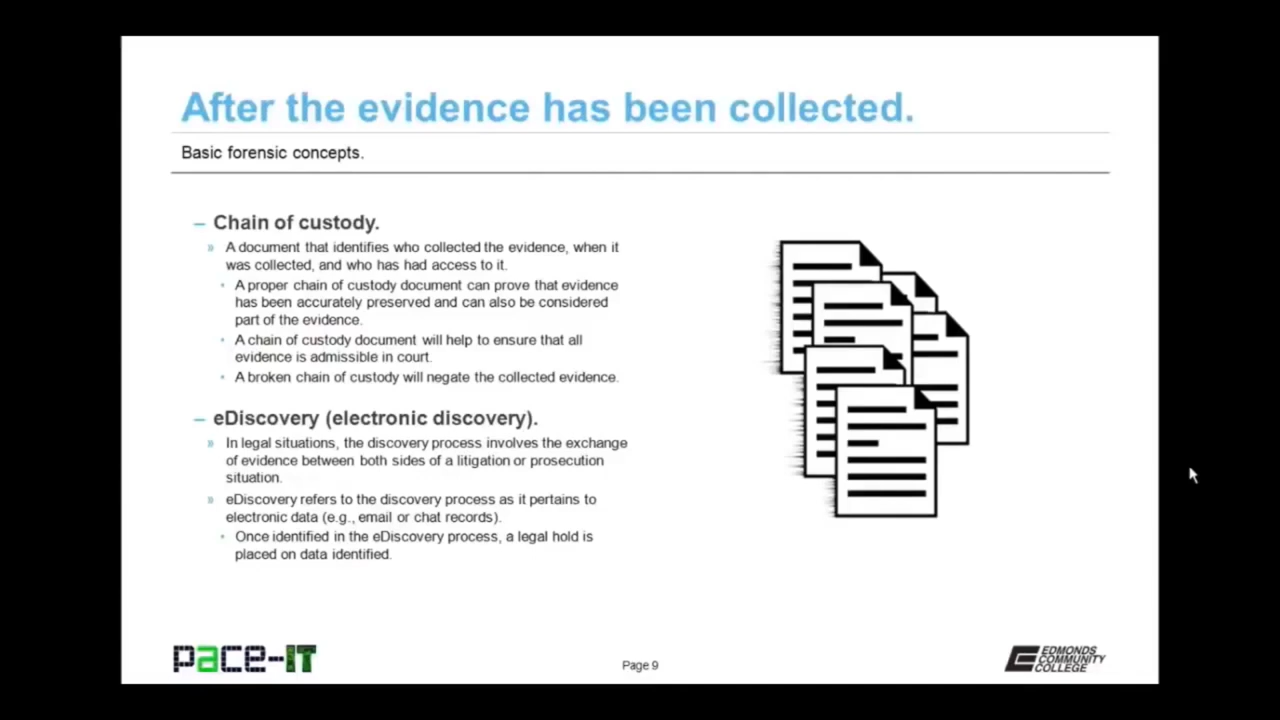 After the evidence has been collected.
Basic forensic concepts.
– Chain of custody.
» A document that identifies who collected the evidence, when it
was collected, and who has had access to it.
• A proper chain of custody document can prove that evidence
has been accurately preserved and can also be considered
part of the evidence.
• A chain of custody document will help to ensure that all
evidence is admissible in court.
• A broken chain of custody will negate the collected evidence.
– eDiscovery (electronic discovery).
» In legal situations, the discovery process involves the exchange
of evidence between both sides of a litigation or prosecution
situation.
» eDiscovery refers to the discovery process as it pertains to
electronic data (e.g., email or chat records).
• Once identified in the eDiscovery process, a legal hold is
placed on data identified.
pace-IT
Page 9
EDMONDS
COMMUNITY
COLLEGE